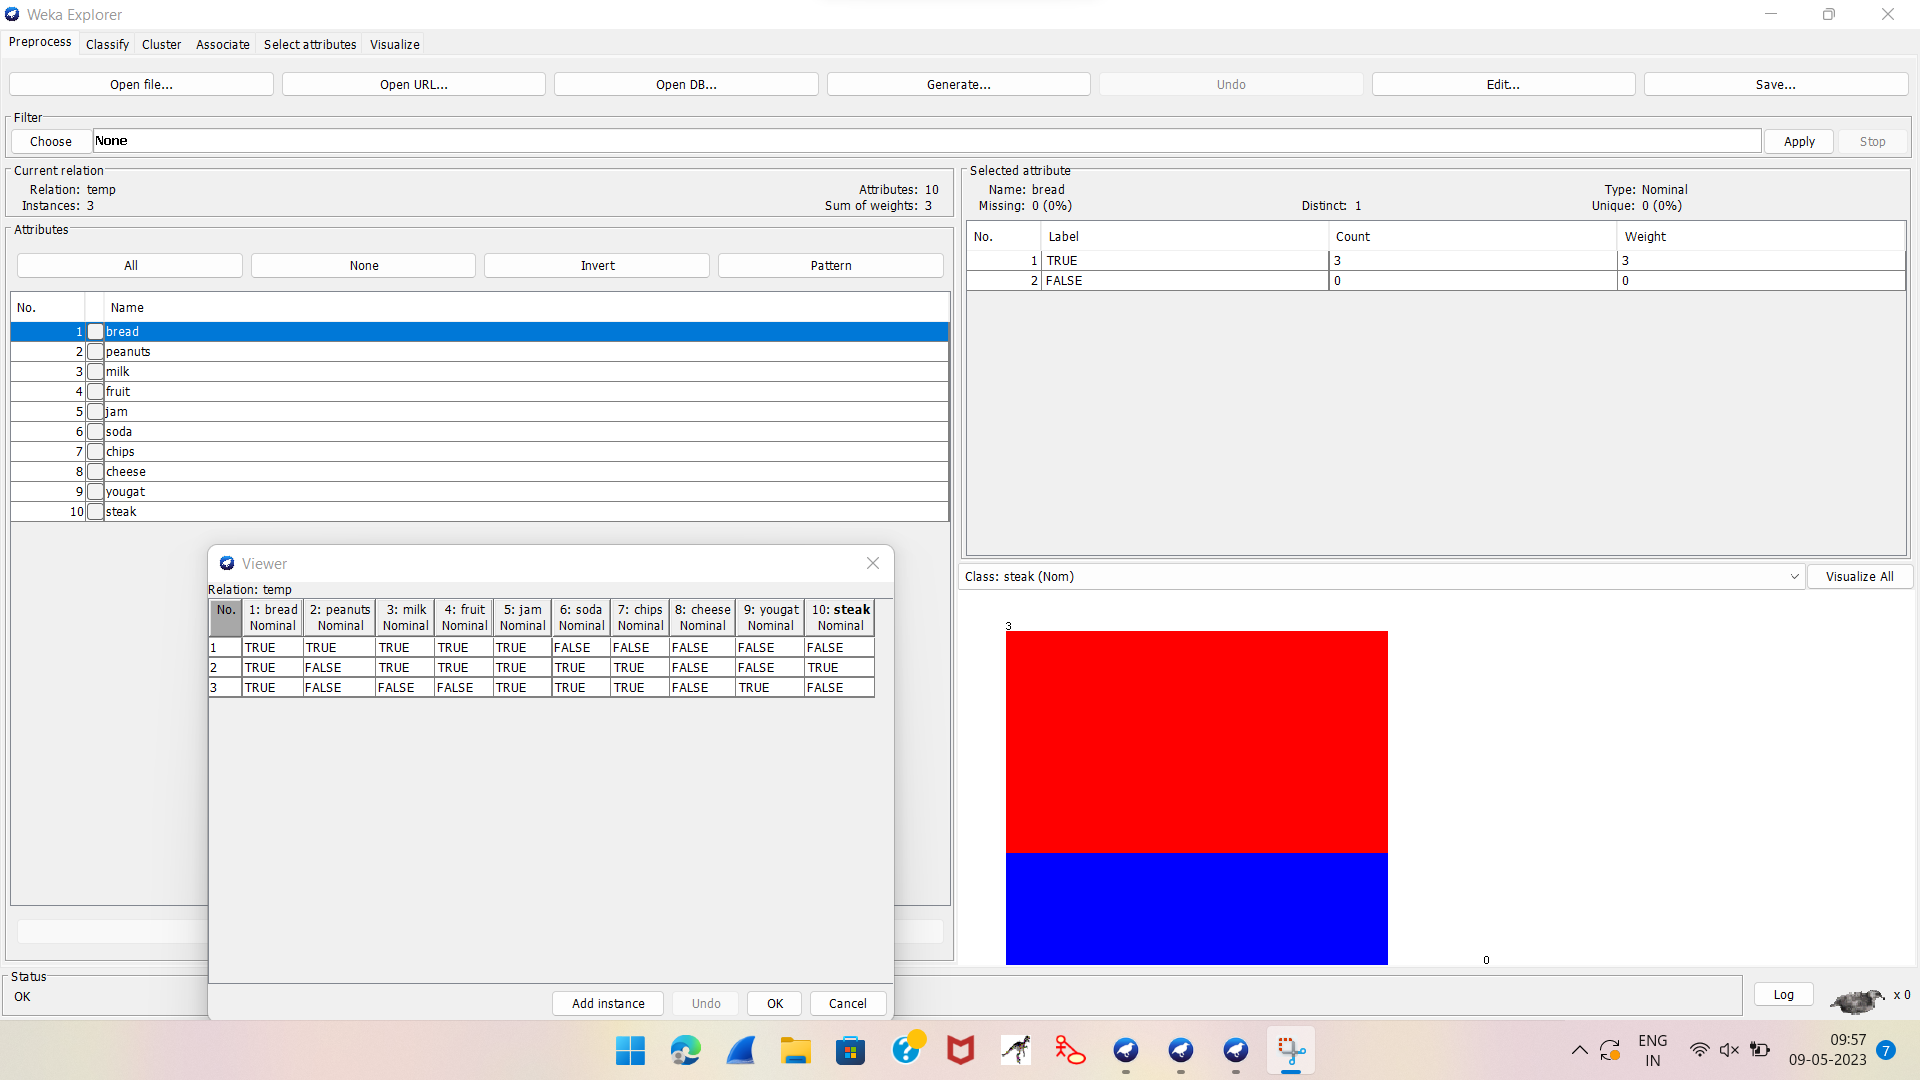 Weka Explorer
Preprocess Classify Cluster Associate Select attributes Visualize
Open file... Open URL... Open DB... Generate... Undo Edit... Save...
Filter
Choose None Apply Stop
Current relation
Relation: temp Attributes: 10
Instances: 3 Sum of weights: 3
Selected attribute
Name: bread Type: Nominal
Missing: 0 (0%) Distinct: 1 Unique: 0 (0%)
No. Label Count Weight
1 TRUE 3 3
2 FALSE 0 0
Attributes
All None Invert Pattern
No. Name
1 bread
2 peanuts
3 milk
4 fruit
5 jam
6 soda
7 chips
8 cheese
9 yougat
10 steak
Class: steak (Nom) Visualize All
3
0
Viewer
Relation: temp
No. 1: bread 2: peanuts 3: milk 4: fruit 5: jam 6: soda 7: chips 8: cheese 9: yougat 10: steak
Nominal Nominal Nominal Nominal Nominal Nominal Nominal Nominal Nominal Nominal
1 TRUE TRUE TRUE TRUE TRUE FALSE FALSE FALSE FALSE FALSE
2 TRUE FALSE TRUE TRUE TRUE TRUE TRUE FALSE FALSE TRUE
3 TRUE FALSE FALSE FALSE TRUE TRUE TRUE FALSE TRUE FALSE
Add instance Undo OK Cancel
Status
OK
Log x 0
ENG
IN
09:57
09-05-2023
7